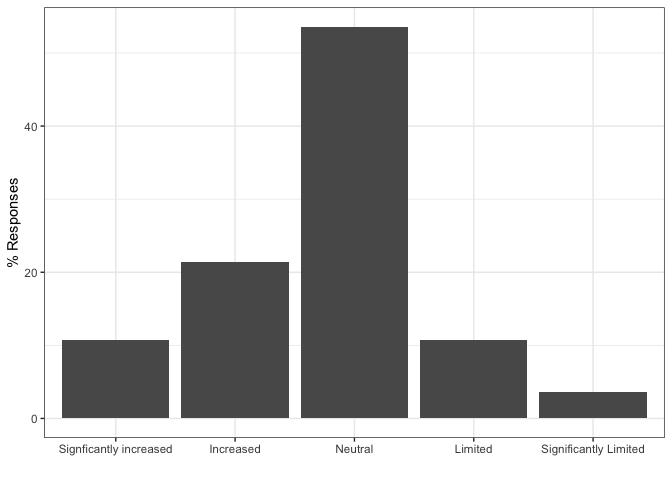 % Responses
40
20
0
Signficantly increased
Increased
Neutral
Limited
Significantly Limited